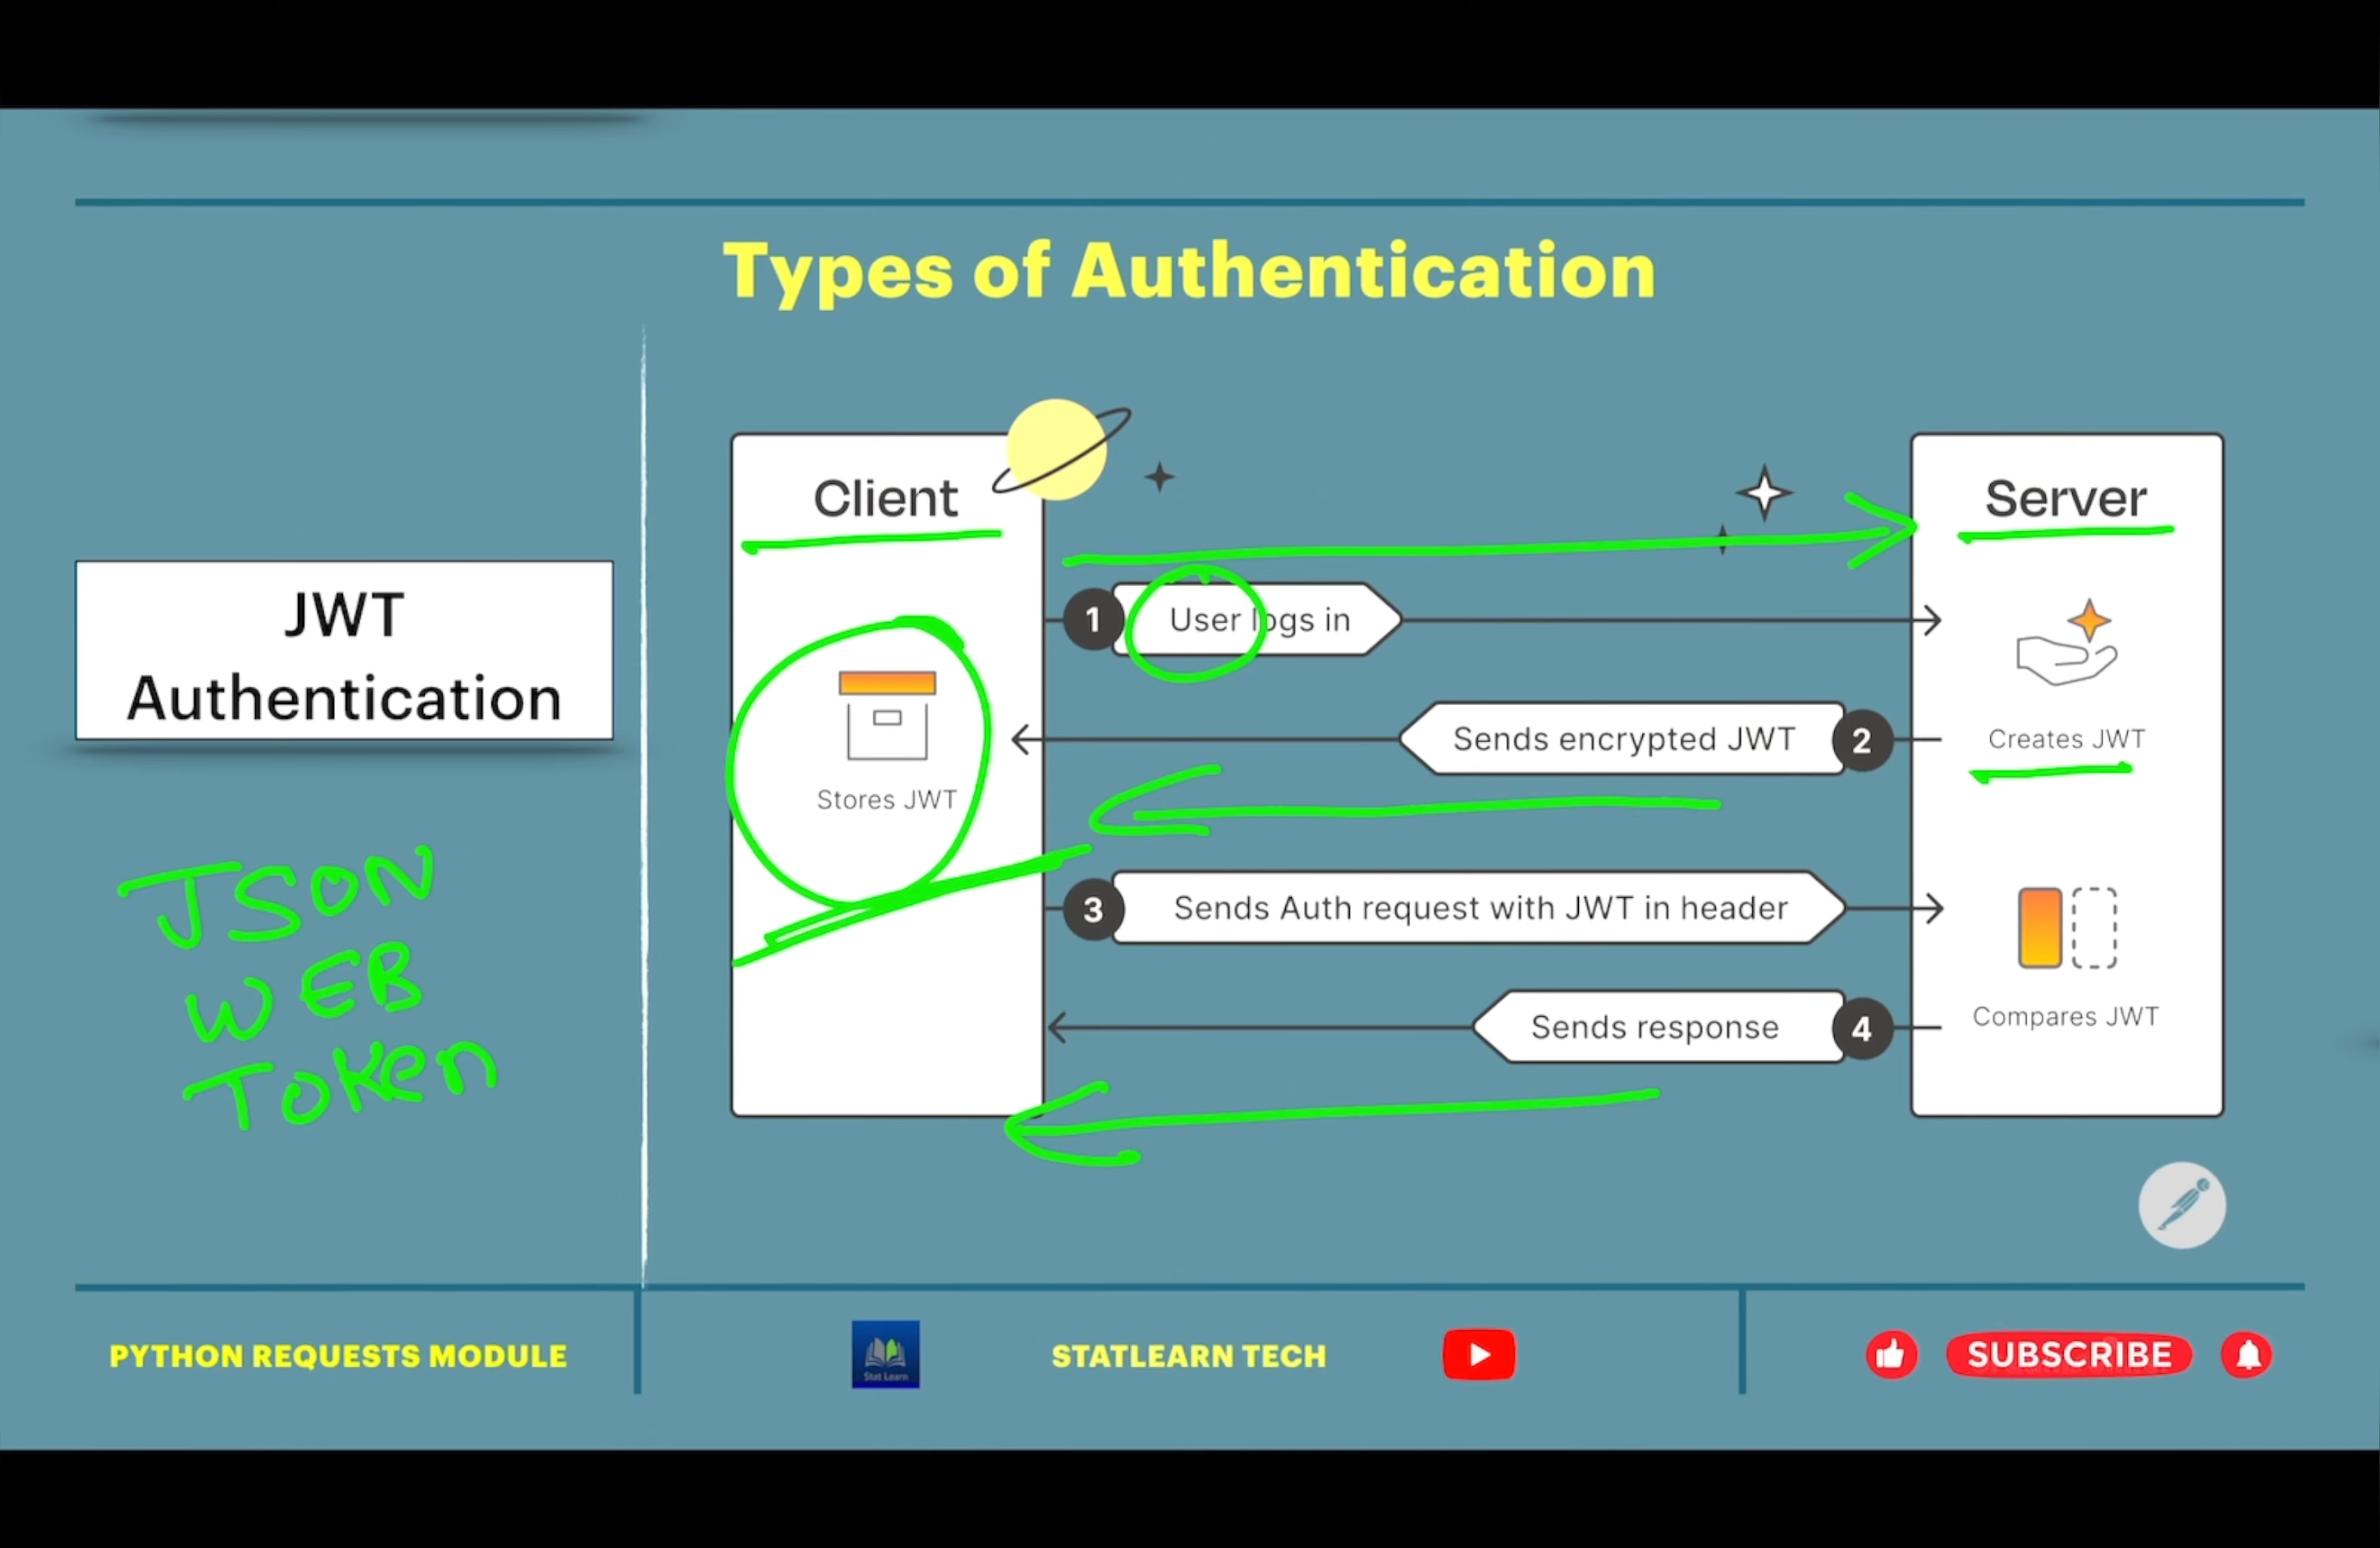 Types of Authentication
JWT
Authentication
JSON
WEB
Token
Client
Server
1 User logs in
Sends encrypted JWT 2
Creates JWT
Stores JWT
3 Sends Auth request with JWT in header
Sends response 4
Compares JWT
PYTHON REQUESTS MODULE
Stat Learn
STATLEARN TECH
SUBSCRIBE